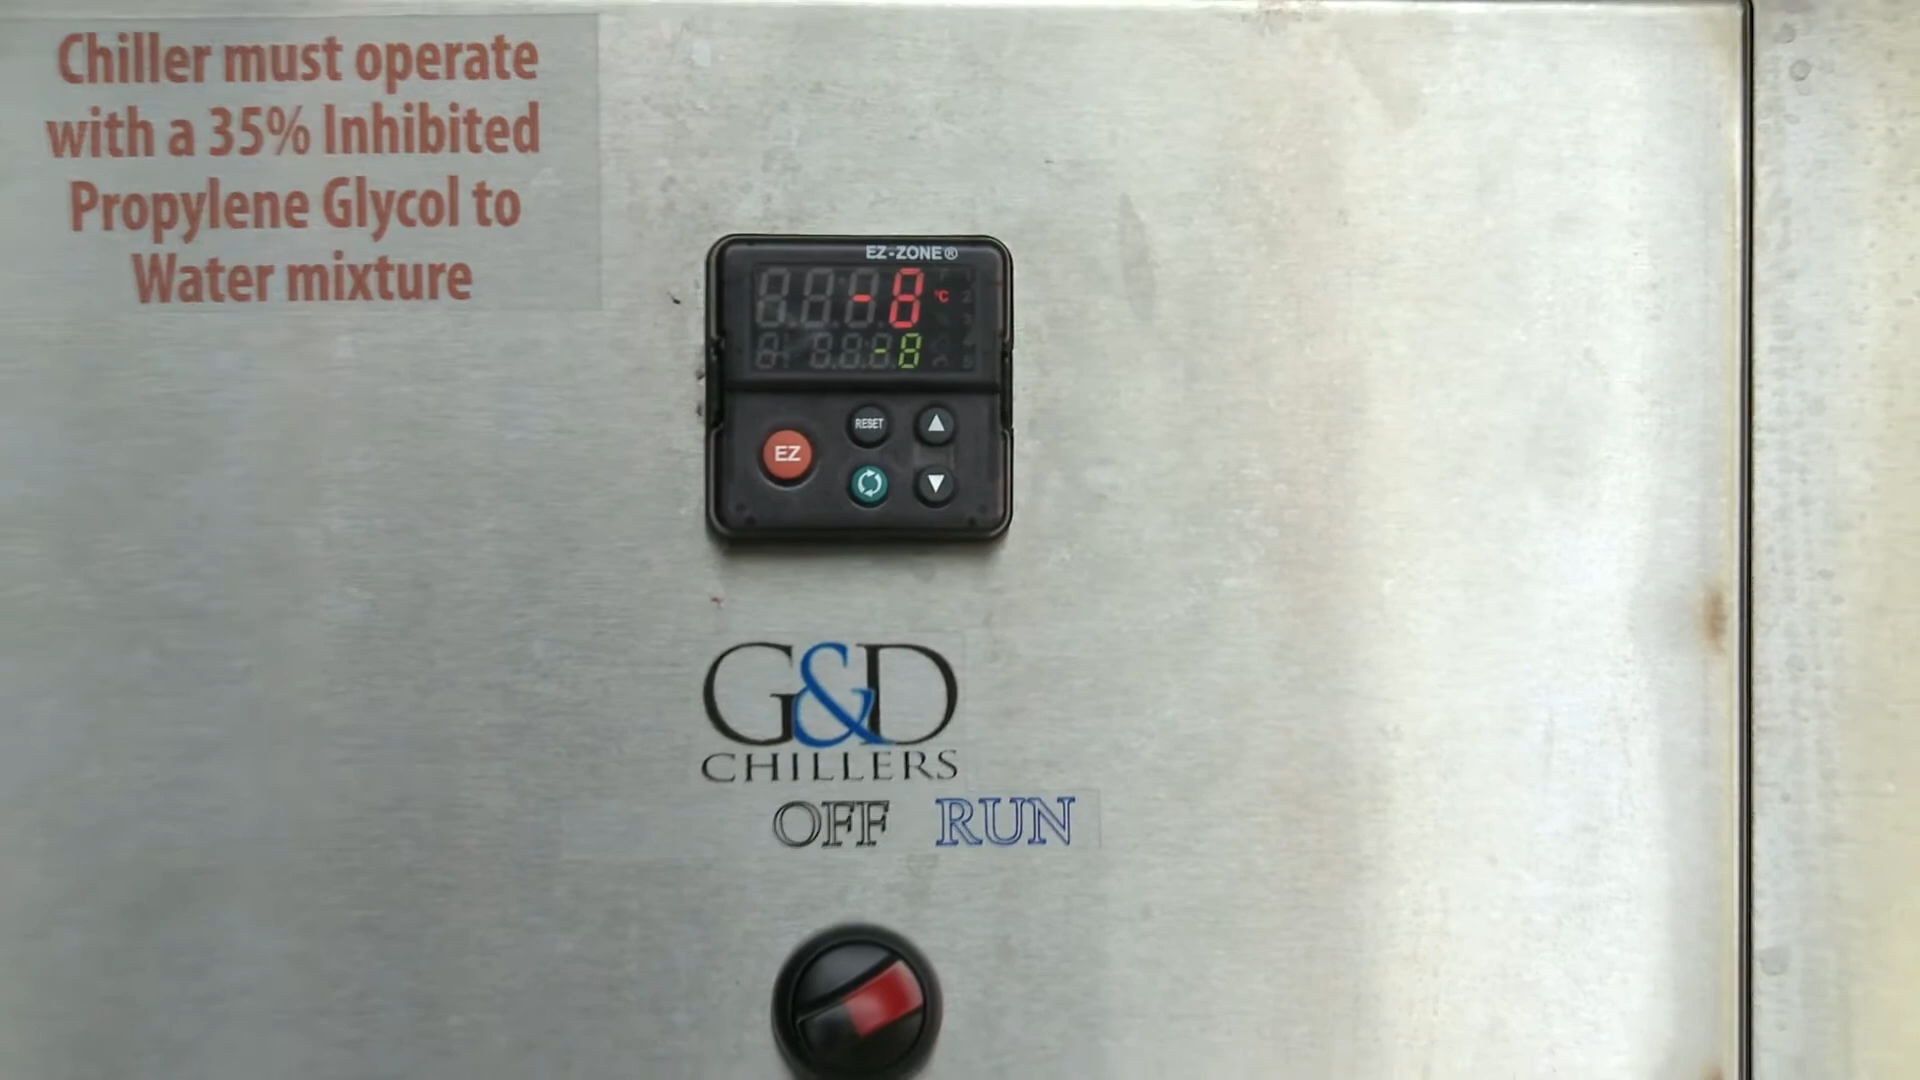 Chiller must operate
with a 35% Inhibited
Propylene Glycol to
Water mixture
EZ-ZONE®
-8 °C
-8
RESET
EZ
G&D
CHILLERS
OFF RUN